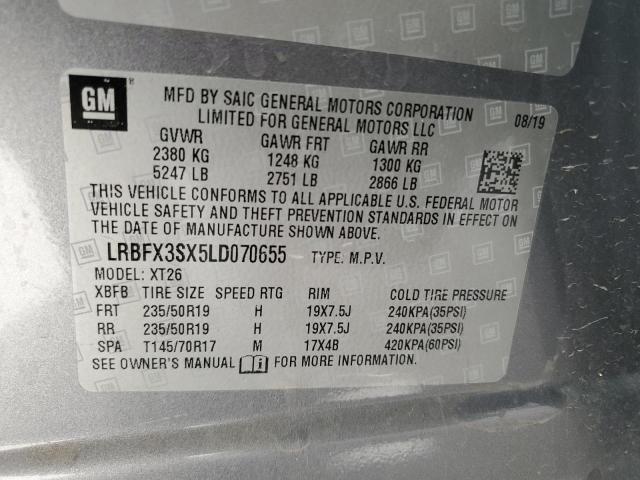 GM
MFD BY SAIC GENERAL MOTORS CORPORATION
LIMITED FOR GENERAL MOTORS LLC
08/19
GVWR GAWR FRT GAWR RR
2380 KG 1248 KG 1300 KG
5247 LB 2751 LB 2866 LB
THIS VEHICLE CONFORMS TO ALL APPLICABLE U.S. FEDERAL MOTOR
VEHICLE SAFETY AND THEFT PREVENTION STANDARDS IN EFFECT ON
THE DATE OF MANUFACTURE SHOWN ABOVE.
LRBFX3SX5LD070655 TYPE: M.P.V.
MODEL: XT26
XBFB TIRE SIZE SPEED RTG RIM COLD TIRE PRESSURE
FRT 235/50R19 H 19X7.5J 240KPA(35PSI)
RR 235/50R19 H 19X7.5J 240KPA(35PSI)
SPA T145/70R17 M 17X4B 420KPA(60PSI)
SEE OWNER'S MANUAL FOR MORE INFORMATION.